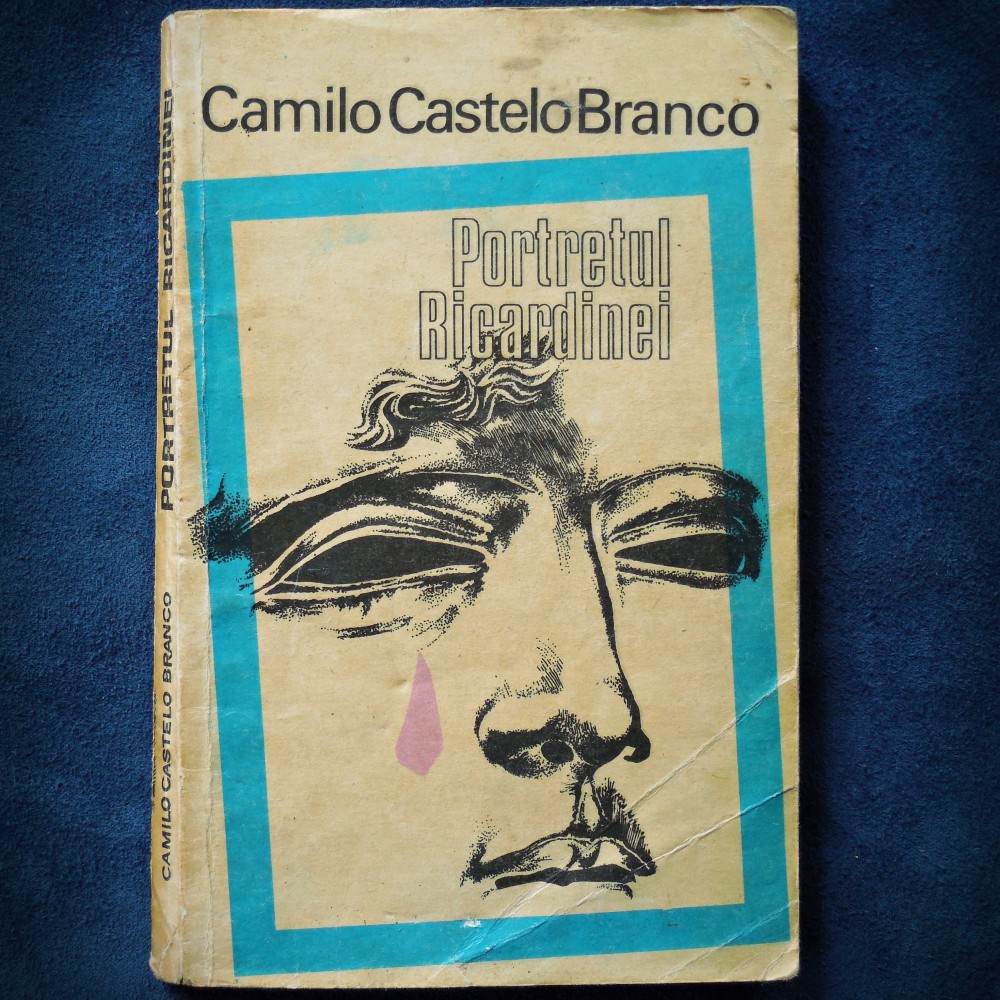 Camilo Castelo Branco
Portretul
Ricardinei
CAMILO CASTELO BRANCO PORTRETUL RICARDINEI